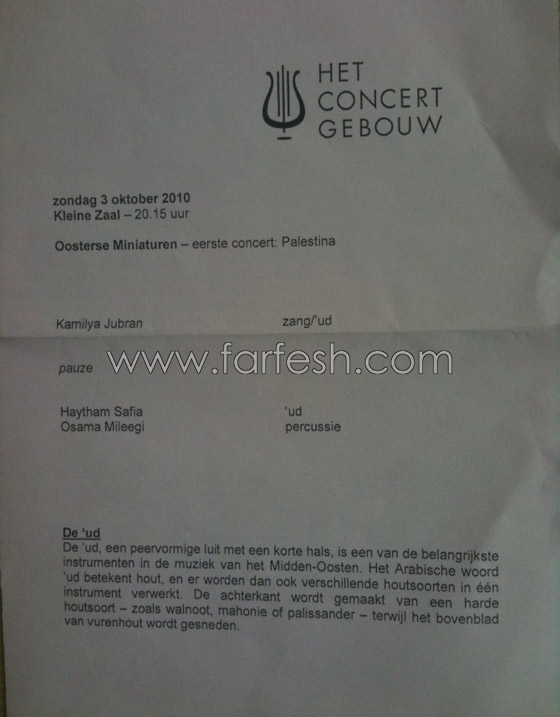 HET
CONCERT
GEBOUW
zondag 3 oktober 2010
Kleine Zaal – 20.15 uur
Oosterse Miniaturen – eerste concert: Palestina
Kamilya Jubran zang/'ud
www.farfesh.com
pauze
Haytham Safia 'ud
Osama Mileegi percussie
De 'ud
De 'ud, een peervormige luit met een korte hals, is een van de belangrijkste
instrumenten in de muziek van het Midden-Oosten. Het Arabische woord
'ud betekent hout, en er worden dan ook verschillende houtsoorten in één
instrument verwerkt. De achterkant wordt gemaakt van een harde
houtsoort – zoals walnoot, mahonie of palissander – terwijl het bovenblad
van vurenhout wordt gesneden.